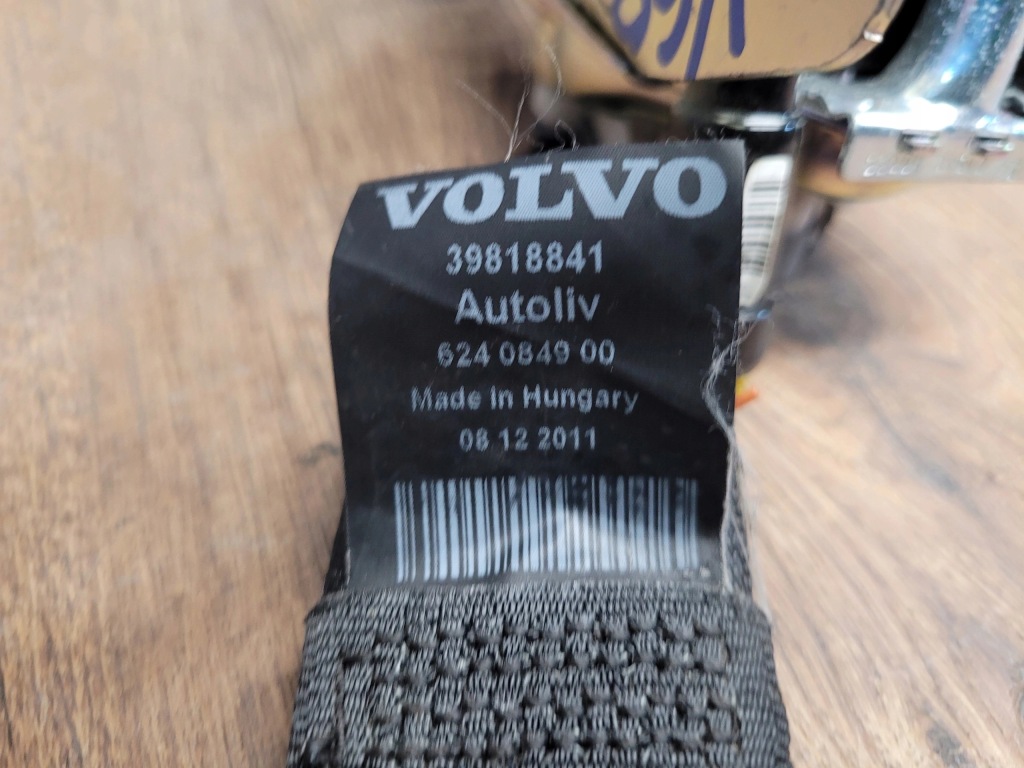 VOLVO
39818841
Autoliv
624 0849 00
Made In Hungary
08 12 2011